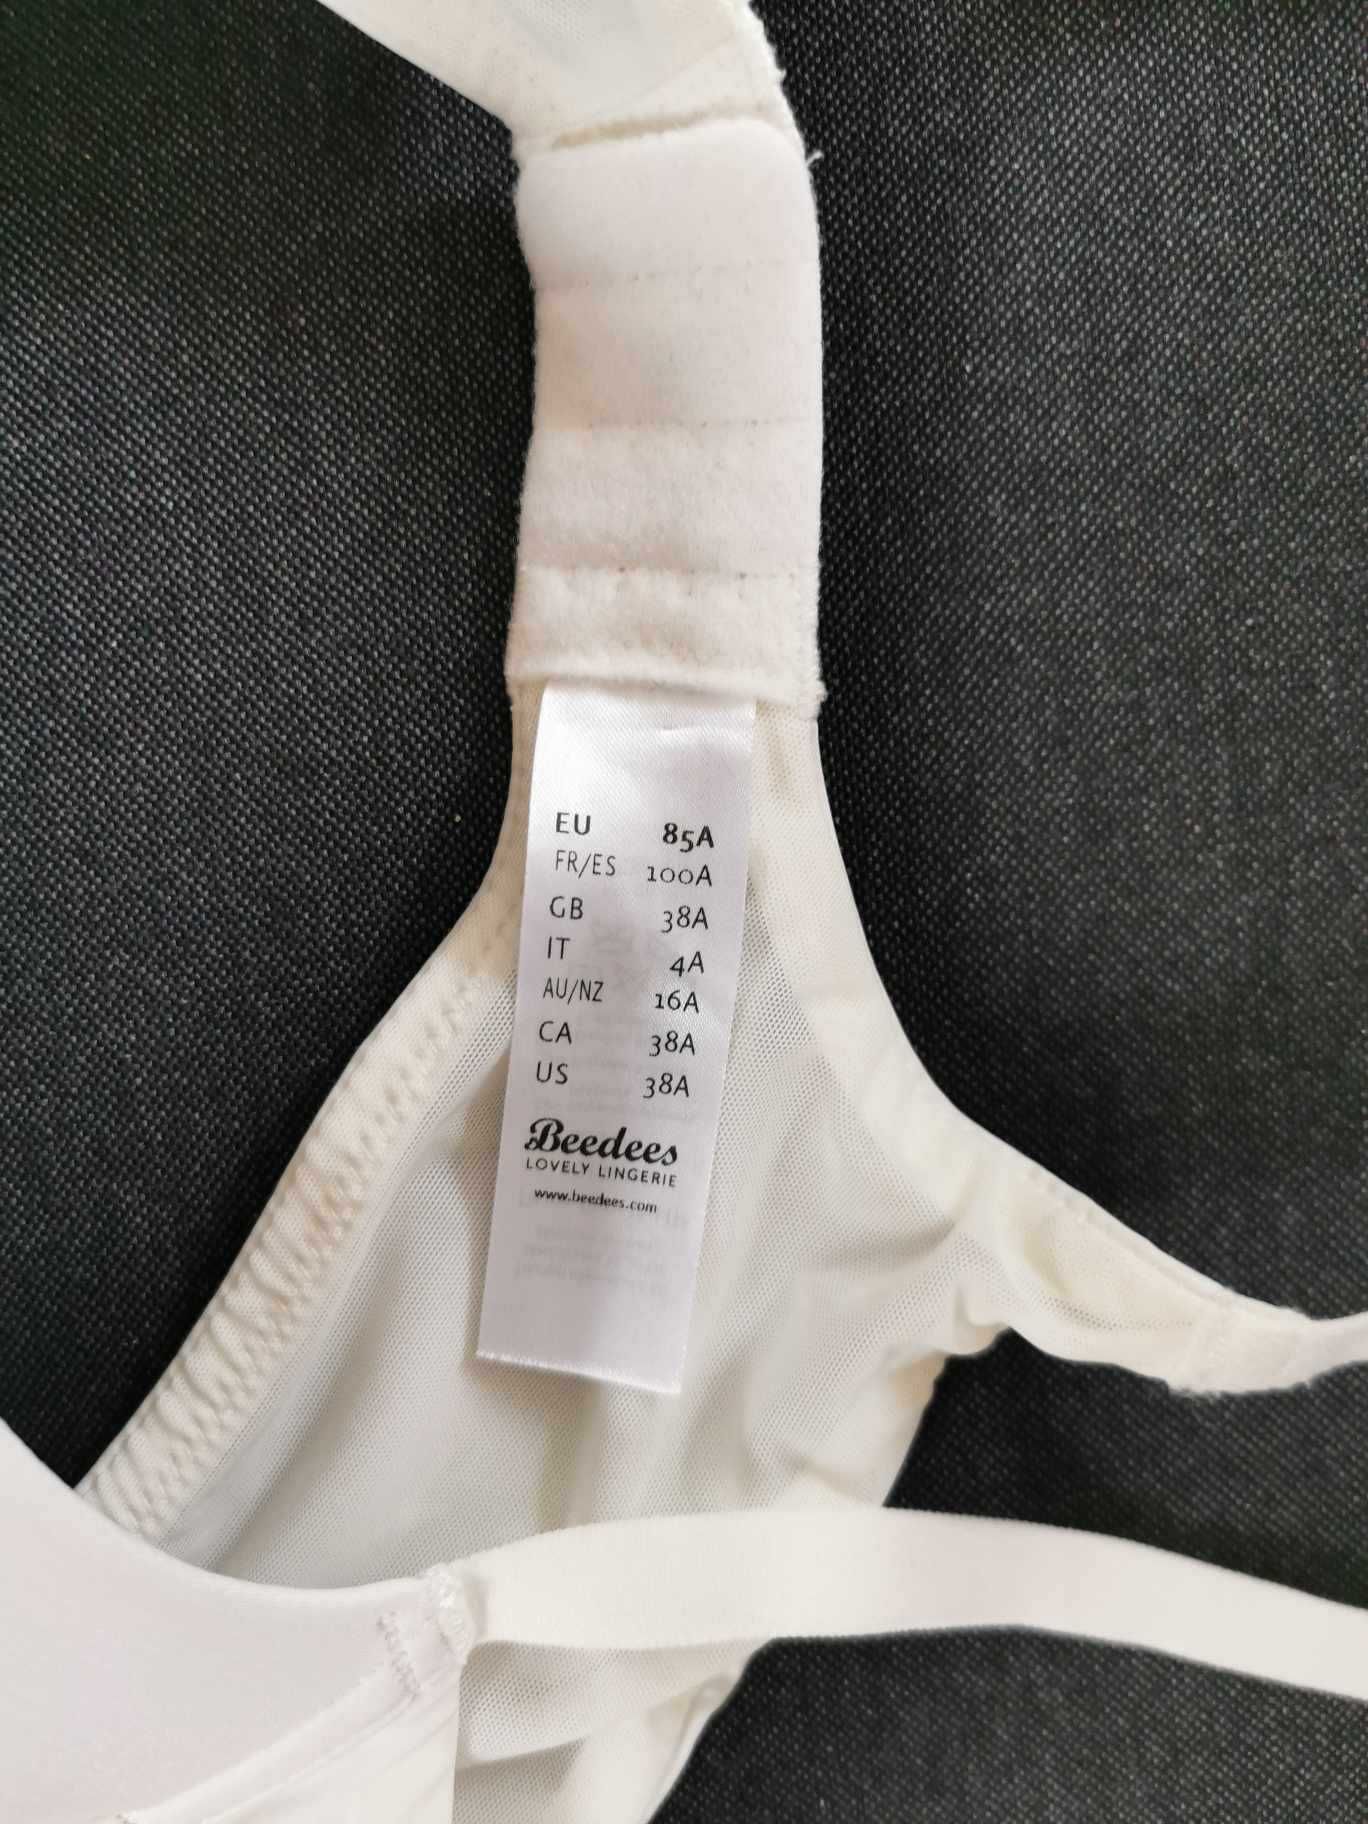 EU 85A
FR/ES 100A
GB 38A
IT 4A
AU/NZ 16A
CA 38A
US 38A
Beedees
LOVELY LINGERIE
www.beedees.com